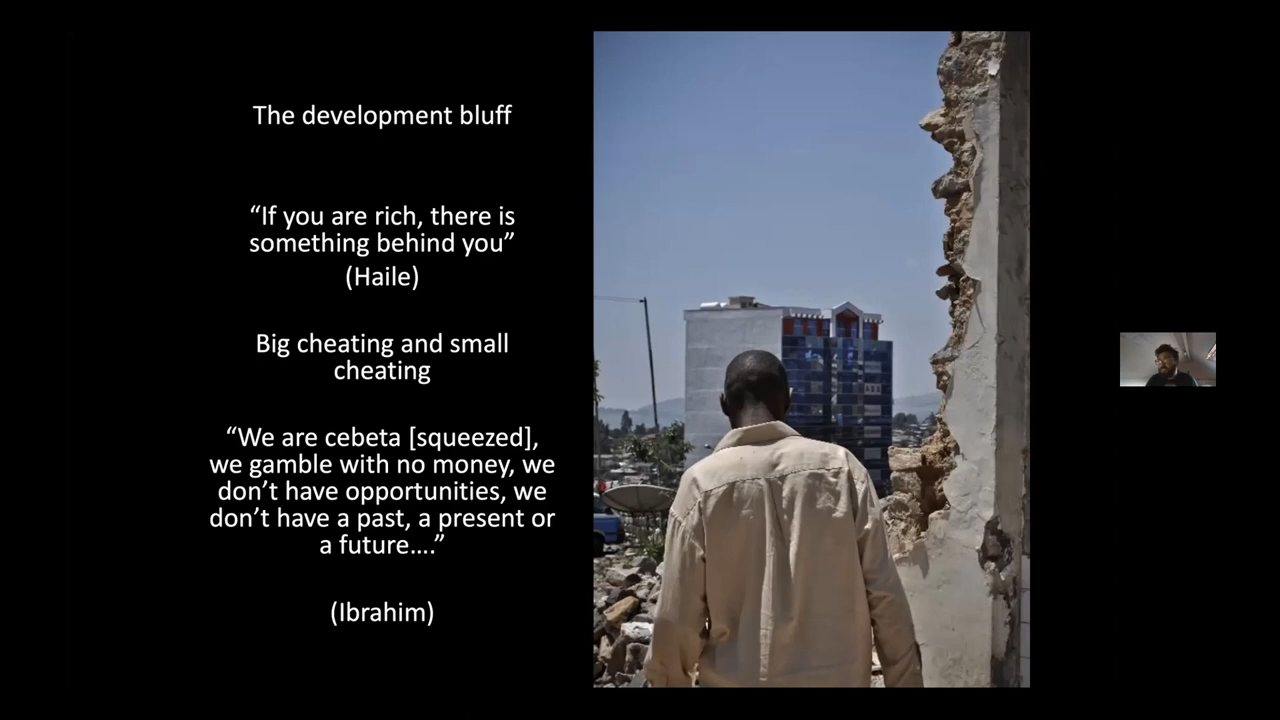 The development bluff
“If you are rich, there is
something behind you”
(Haile)
Big cheating and small
cheating
“We are cebeta [squeezed],
we gamble with no money, we
don’t have opportunities, we
don’t have a past, a present or
a future....”
(Ibrahim)